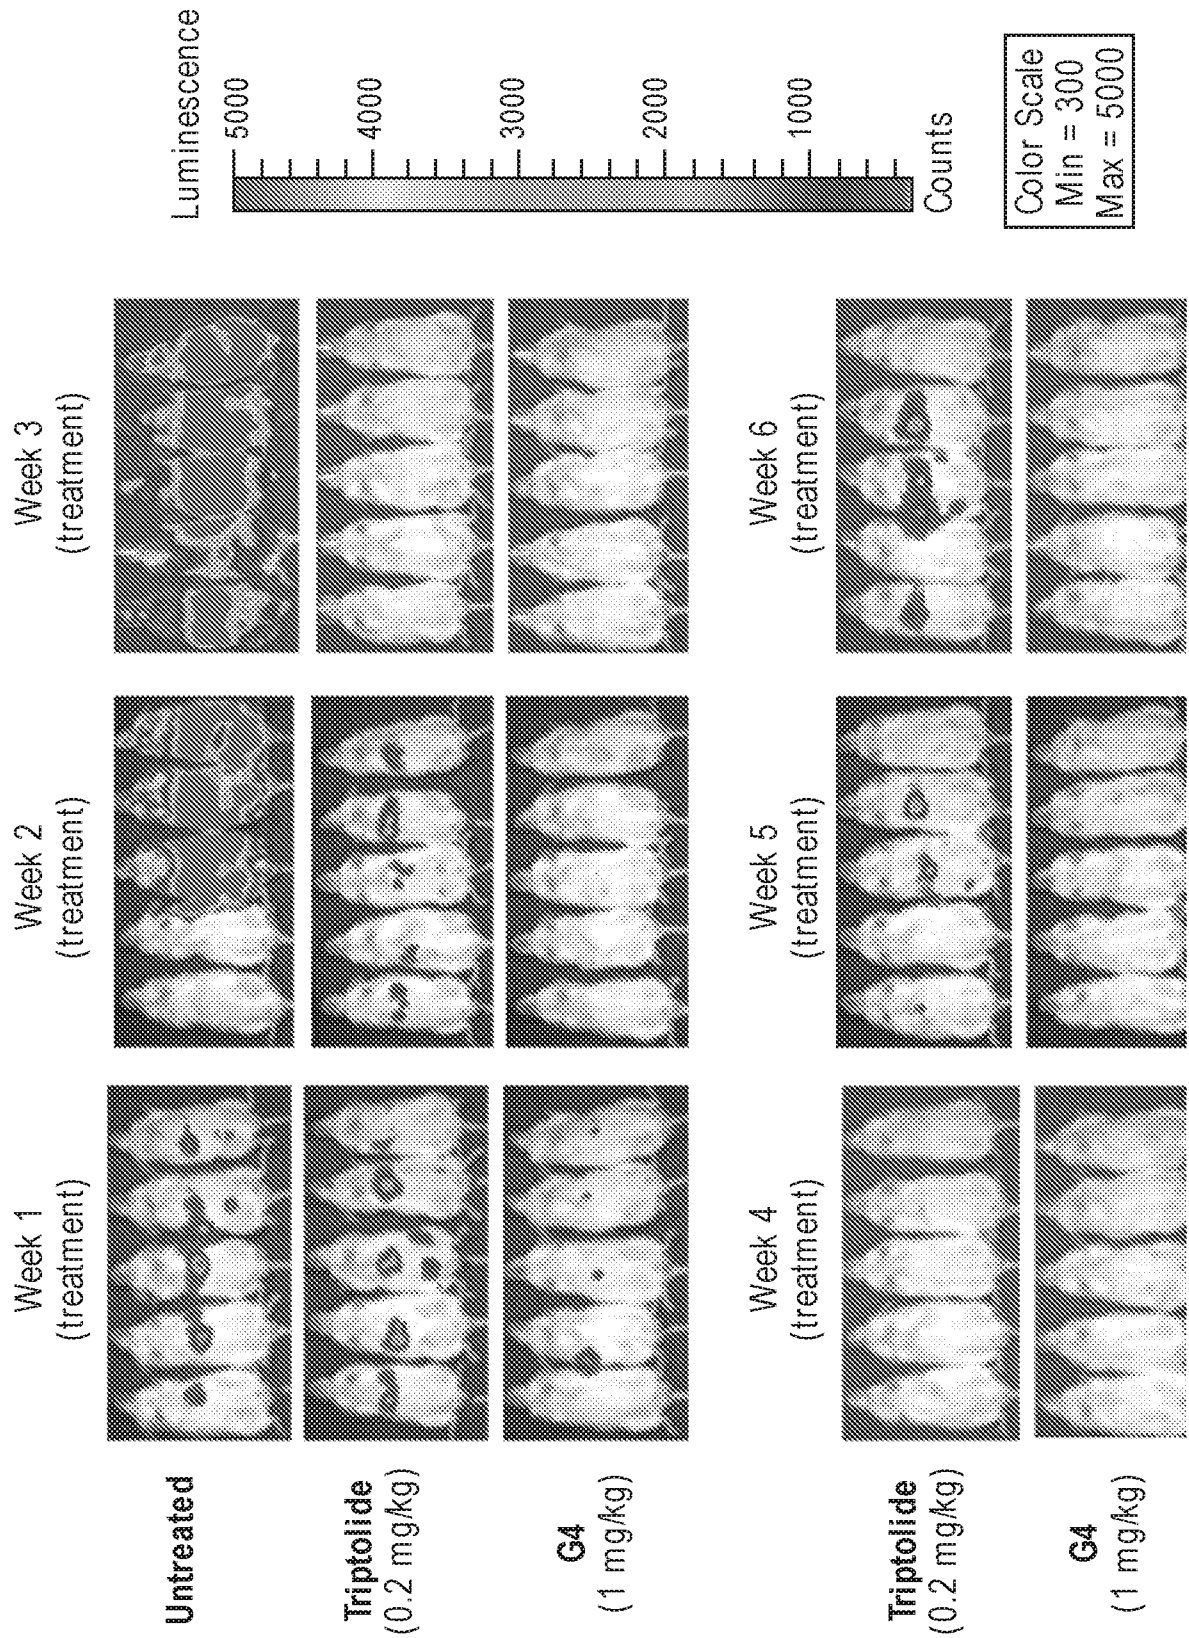 Week 1
(treatment)
Week 2
(treatment)
Week 3
(treatment)
Untreated
Triptolide
(0.2 mg/kg)
G4
(1 mg/kg)
Luminescence
5000
4000
3000
2000
1000
Counts
Color Scale
Min = 300
Max = 5000
Week 4
(treatment)
Week 5
(treatment)
Week 6
(treatment)
Triptolide
(0.2 mg/kg)
G4
(1 mg/kg)